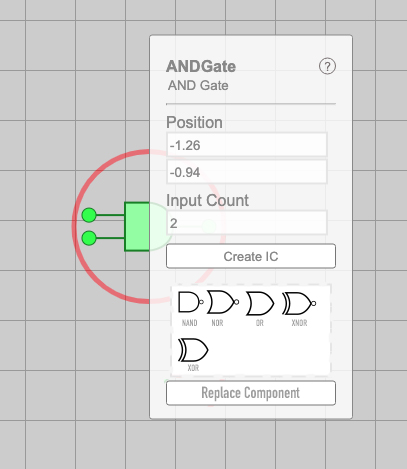 ANDGate
?
AND Gate
Position
-1.26
-0.94
Input Count
2
Create IC
NAND NOR OR XNOR
XOR
Replace Component